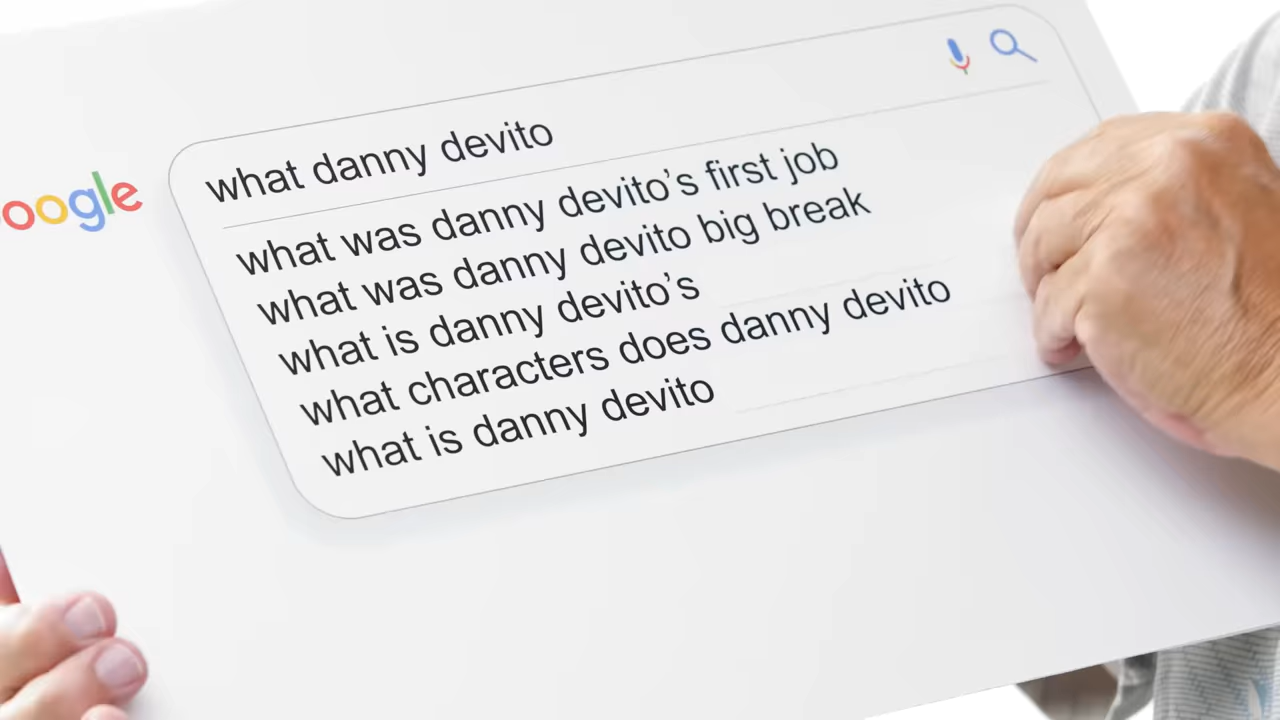 oogle
what danny devito
what was danny devito's first job
what was danny devito big break
what is danny devito's
what characters does danny devito
what is danny devito